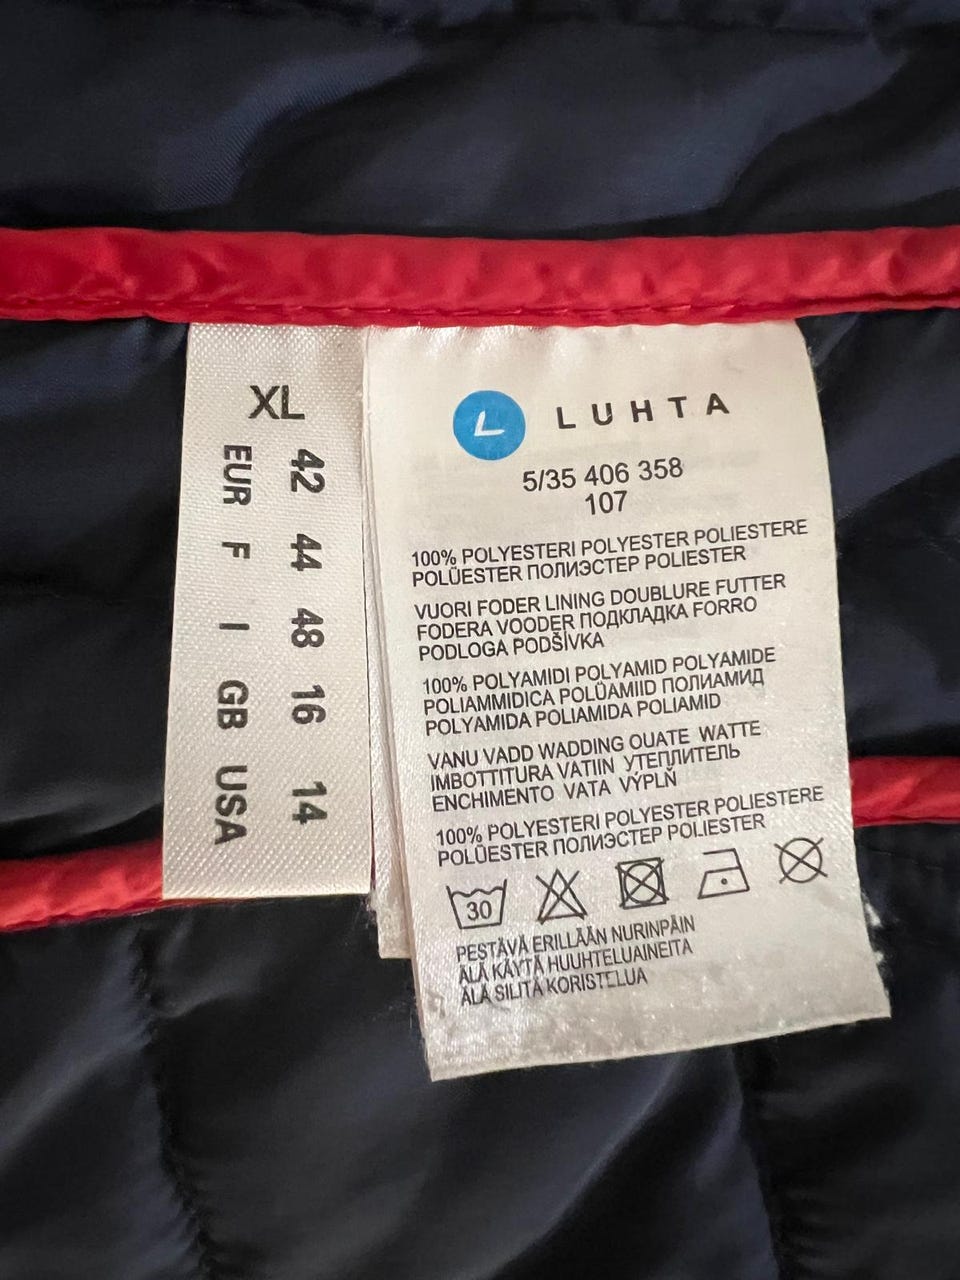 XL
EUR 42
F 44
I 48
GB 16
USA 14
L LUHTA
5/35 406 358
107
100% POLYESTERI POLYESTER POLIESTERE
POLÜESTER ПОЛИЭСТЕР POLIESTER
VUORI FODER LINING DOUBLURE FUTTER
FODERA VOODER ПОДКЛАДКА FORRO
PODLOGA PODŠÍVKA
100% POLYAMIDI POLYAMID POLYAMIDE
POLIAMMIDICA POLÜAMIID ПОЛИАМИД
POLYAMIDA POLIAMIDA POLIAMID
VANU VADD WADDING OUATE WATTE
IMBOTTITURA VATIIN УТЕПЛИТЕЛЬ
ENCHIMENTO VATA VÝPLŇ
100% POLYESTERI POLYESTER POLIESTERE
POLÜESTER ПОЛИЭСТЕР POLIESTER
30
PESTÄVÄ ERILLÄÄN NURINPÄIN
ÄLÄ KÄYTÄ HUUHTELUAINEITA
ÄLÄ SILITÄ KORISTELUA